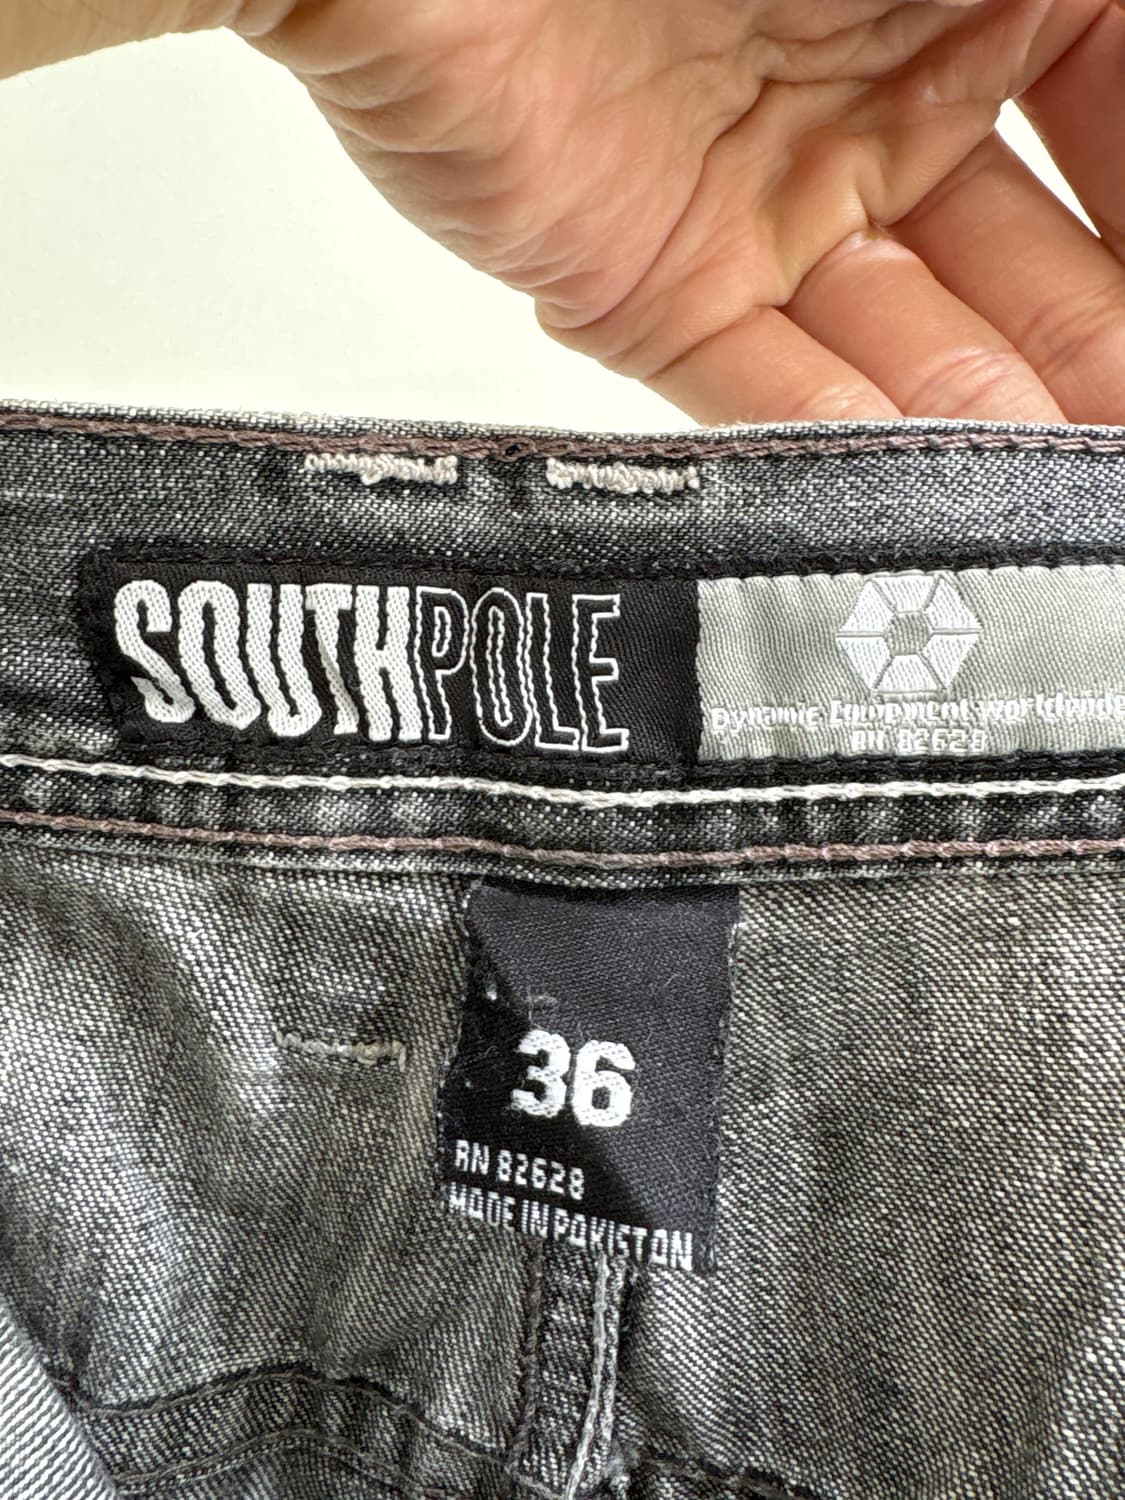 SOUTHPOLE
Dynamic Equipment Worldwide
RN 82628
36
RN 82628
MADE IN PAKISTAN